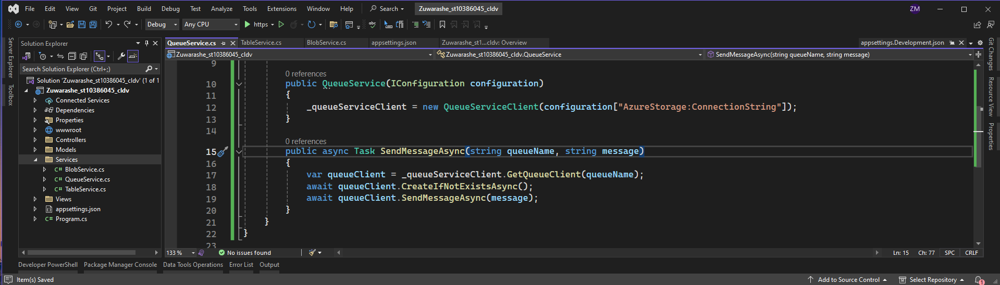 File Edit View Git Project Build Debug Test Analyze Tools Extensions Window Help Search Zuwarashe_st10386045_cldv ZM
Debug Any CPU https
Server Explorer
Toolbox
Solution Explorer
Search Solution Explorer (Ctrl+;)
Solution 'Zuwarashe_st10386045_cldv' (1 of 1
Zuwarashe_st10386045_cldv
Connected Services
Dependencies
Properties
wwwroot
Controllers
Models
Services
C# BlobService.cs
C# QueueService.cs
C# TableService.cs
Views
appsettings.json
C# Program.cs
QueueService.cs TableService.cs BlobService.cs appsettings.json Zuwarashe_st1...cldv: Overview appsettings.Development.json
Zuwarashe_st10386045_cldv Zuwarashe_st10386045_cldv.QueueService SendMessageAsync(string queueName, string message)
9
0 references
10 public QueueService(IConfiguration configuration)
11 {
12 _queueServiceClient = new QueueServiceClient(configuration["AzureStorage:ConnectionString"]);
13 }
14
0 references
15 public async Task SendMessageAsync(string queueName, string message)
16 {
17 var queueClient = _queueServiceClient.GetQueueClient(queueName);
18 await queueClient.CreateIfNotExistsAsync();
19 await queueClient.SendMessageAsync(message);
20 }
21 }
22 }
23
133 % No issues found Ln: 15 Ch: 77 SPC CRLF
Git Changes
Resource View
Properties
Developer PowerShell Package Manager Console Data Tools Operations Error List Output
Item(s) Saved Add to Source Control Select Repository 1